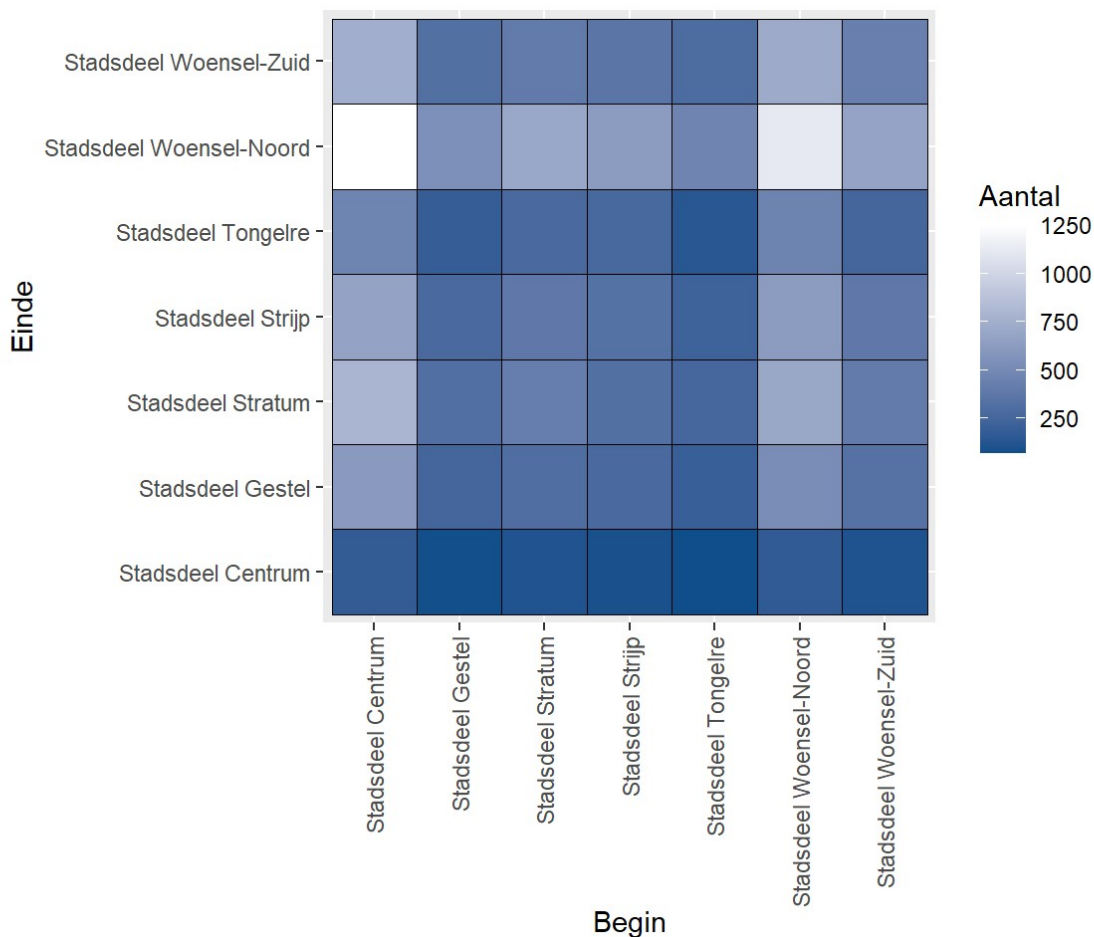 Stadsdeel Woensel-Zuid
Stadsdeel Woensel-Noord
Stadsdeel Tongelre
Stadsdeel Strijp
Stadsdeel Stratum
Stadsdeel Gestel
Stadsdeel Centrum
Einde
Stadsdeel Centrum
Stadsdeel Gestel
Stadsdeel Stratum
Stadsdeel Strijp
Stadsdeel Tongelre
Stadsdeel Woensel-Noord
Stadsdeel Woensel-Zuid
Begin
Aantal
1250
1000
750
500
250